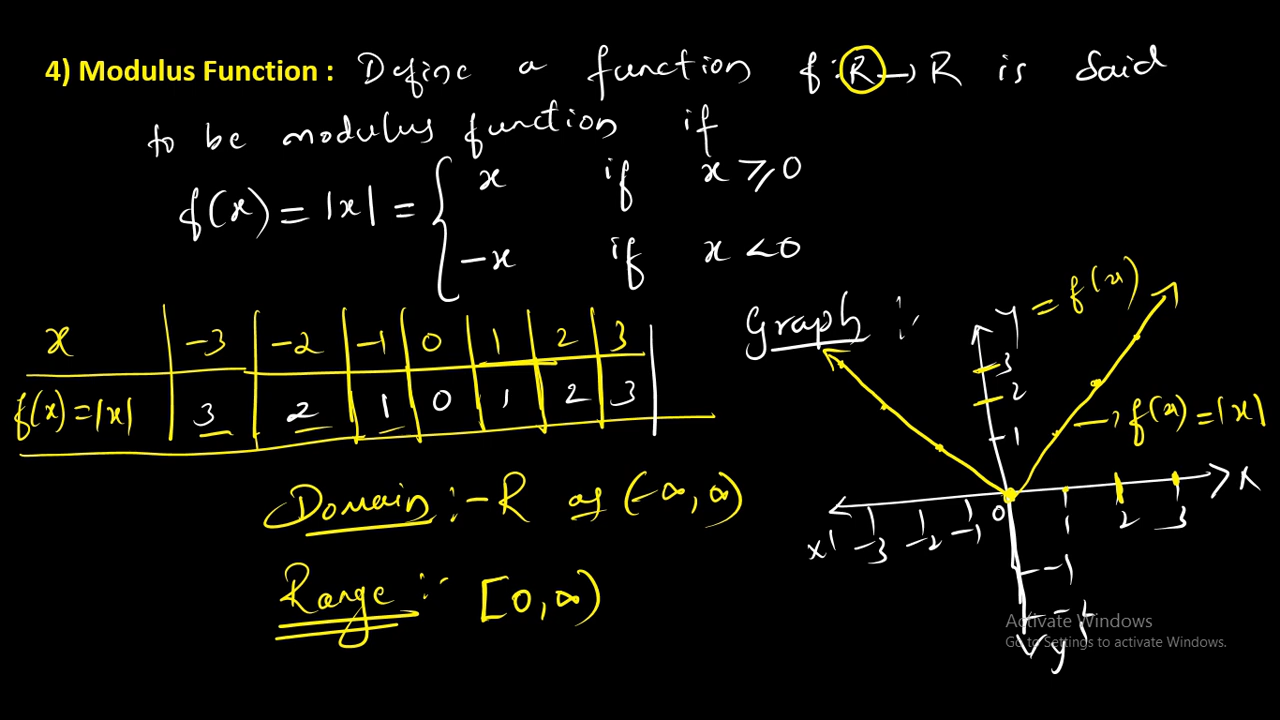 4) Modulus Function : Define a function f:R→R is said
to be modulus function if
f(x) = |x| = { x if x ≥ 0
-x if x < 0
x -3 -2 -1 0 1 2 3
f(x)=|x| 3 2 1 0 1 2 3
Domain :- R or (-∞, ∞)
Range :- [0, ∞)
Graph :
y = f(x)
3
2
1
→ f(x) = |x|
x' -3 -2 -1 0 1 2 3 x
-1
y'
Activate Windows
Go to Settings to activate Windows.